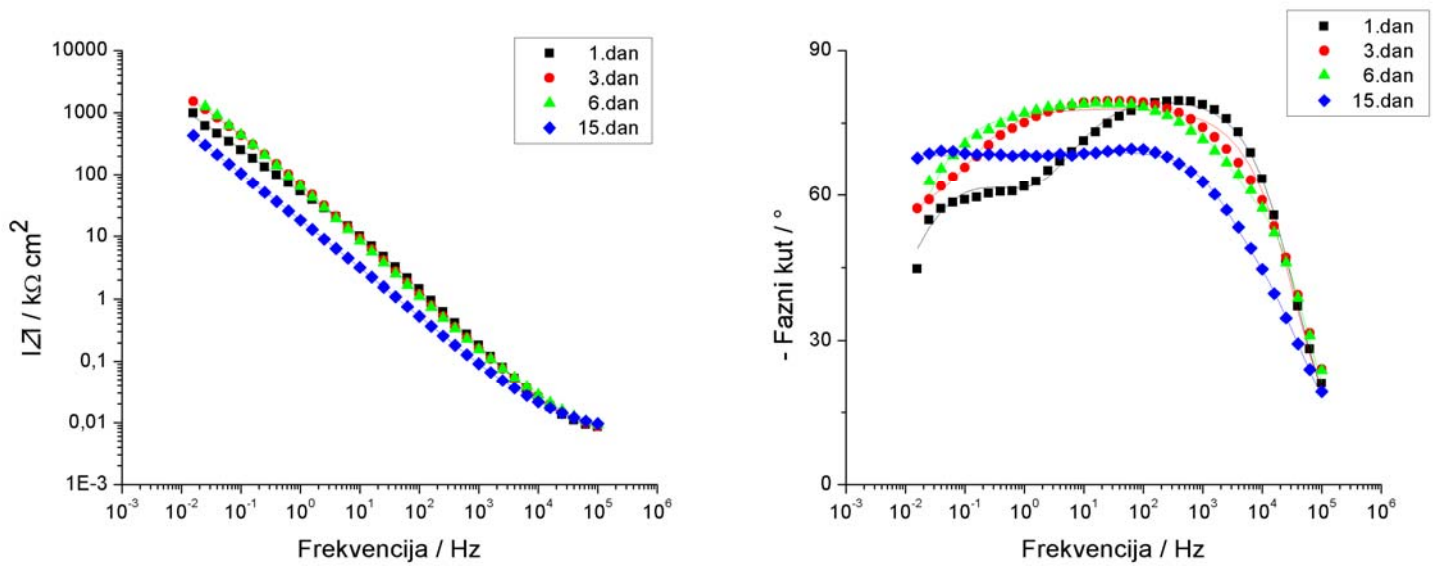 10000
1000
100
10
1
0,1
0,01
1E-3
|Z| / kΩ cm²
10⁻³ 10⁻² 10⁻¹ 10⁰ 10¹ 10² 10³ 10⁴ 10⁵ 10⁶
Frekvencija / Hz
1.dan
3.dan
6.dan
15.dan
90
60
30
0
- Fazni kut / °
10⁻³ 10⁻² 10⁻¹ 10⁰ 10¹ 10² 10³ 10⁴ 10⁵ 10⁶
Frekvencija / Hz
1.dan
3.dan
6.dan
15.dan